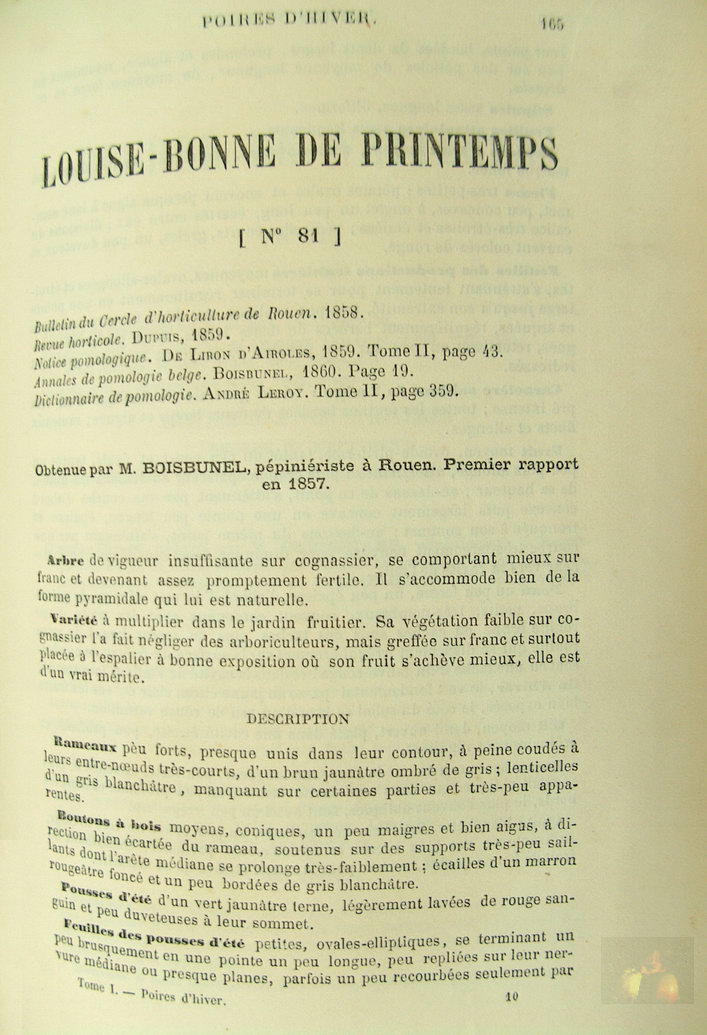 POIRES D'HIVER.
165
LOUISE-BONNE DE PRINTEMPS
[ N° 81 ]
Bulletin du Cercle d'horticulture de Rouen. 1858.
Revue horticole. DUPUIS, 1859.
Notice pomologique. DE LIRON D'AIROLES, 1859. Tome II, page 43.
Annales de pomologie belge. BOISBUNEL, 1860. Page 19.
Dictionnaire de pomologie. ANDRÉ LEROY. Tome II, page 359.
Obtenue par M. BOISBUNEL, pépiniériste à Rouen. Premier rapport
en 1857.
Arbre de vigueur insuffisante sur cognassier, se comportant mieux sur
franc et devenant assez promptement fertile. Il s'accommode bien de la
forme pyramidale qui lui est naturelle.
Variété à multiplier dans le jardin fruitier. Sa végétation faible sur co-
gnassier l'a fait négliger des arboriculteurs, mais greffée sur franc et surtout
placée à l'espalier à bonne exposition où son fruit s'achève mieux, elle est
d'un vrai mérite.
DESCRIPTION
Rameaux pèu forts, presque unis dans leur contour, à peine coudés à
leurs entre-nœuds très-courts, d'un brun jaunâtre ombré de gris ; lenticelles
d'un gris blanchâtre, manquant sur certaines parties et très-peu appa-
rentes.
Boutons à bois moyens, coniques, un peu maigres et bien aigus, à di-
rection bien écartée du rameau, soutenus sur des supports très-peu sail-
lants dont l'arête médiane se prolonge très-faiblement ; écailles d'un marron
rougeâtre foncé et un peu bordées de gris blanchâtre.
Pousses d'été d'un vert jaunâtre terne, légèrement lavées de rouge san-
guin et peu duveteuses à leur sommet.
Feuilles des pousses d'été petites, ovales-elliptiques, se terminant un
peu brusquement en une pointe un peu longue, peu repliées sur leur ner-
vure médiane ou presque planes, parfois un peu recourbées seulement par
Tome I. — Poires d'hiver.
10